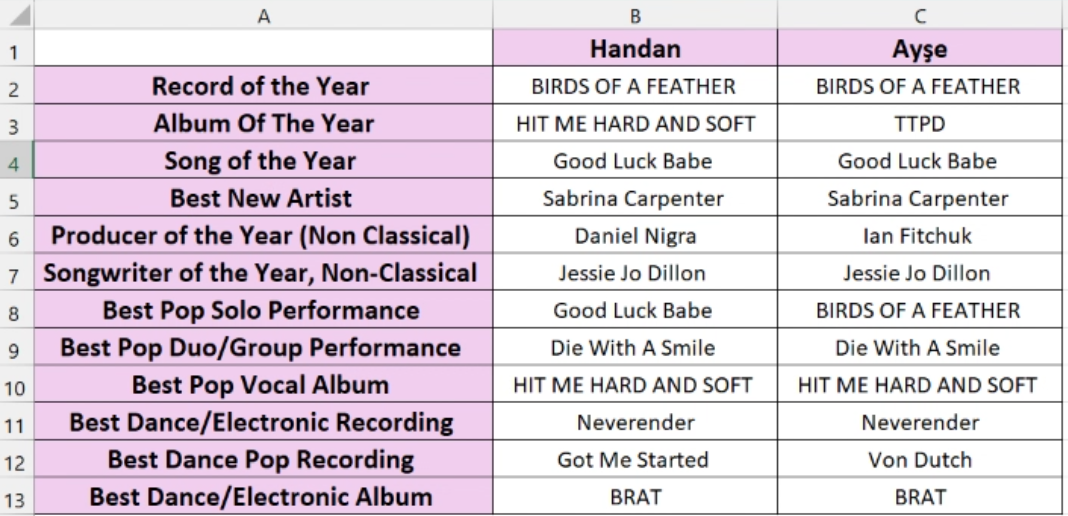 A B C
1 Handan Ayşe
2 Record of the Year BIRDS OF A FEATHER BIRDS OF A FEATHER
3 Album Of The Year HIT ME HARD AND SOFT TTPD
4 Song of the Year Good Luck Babe Good Luck Babe
5 Best New Artist Sabrina Carpenter Sabrina Carpenter
6 Producer of the Year (Non Classical) Daniel Nigra Ian Fitchuk
7 Songwriter of the Year, Non-Classical Jessie Jo Dillon Jessie Jo Dillon
8 Best Pop Solo Performance Good Luck Babe BIRDS OF A FEATHER
9 Best Pop Duo/Group Performance Die With A Smile Die With A Smile
10 Best Pop Vocal Album HIT ME HARD AND SOFT HIT ME HARD AND SOFT
11 Best Dance/Electronic Recording Neverender Neverender
12 Best Dance Pop Recording Got Me Started Von Dutch
13 Best Dance/Electronic Album BRAT BRAT